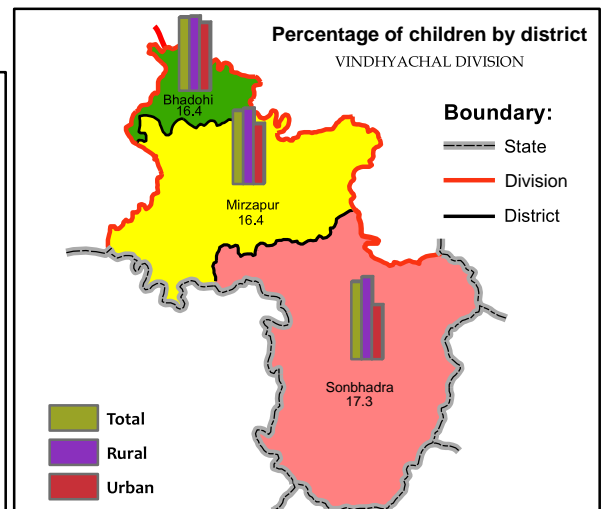 Percentage of children by district
VINDHYACHAL DIVISION
Bhadohi
16.4
Boundary:
State
Division
District
Mirzapur
16.4
Sonbhadra
17.3
Total
Rural
Urban